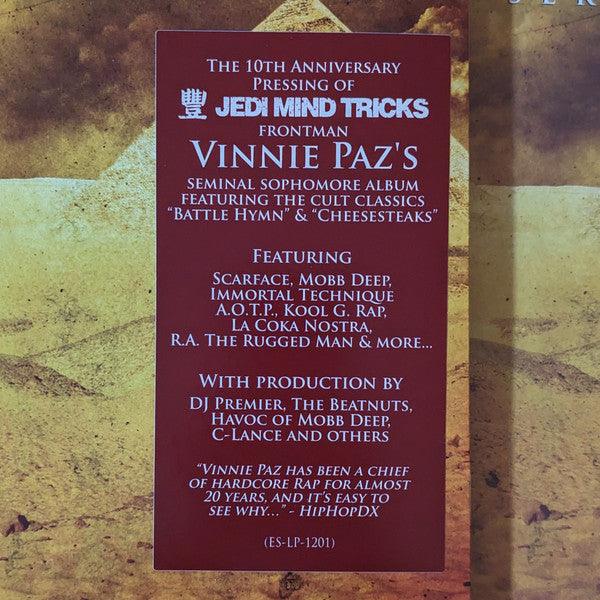 SER
THE 10TH ANNIVERSARY
PRESSING OF
豐 JEDI MIND TRICKS
FRONTMAN
VINNIE PAZ'S
SEMINAL SOPHOMORE ALBUM
FEATURING THE CULT CLASSICS
“BATTLE HYMN” & “CHEESESTEAKS”
FEATURING
SCARFACE, MOBB DEEP,
IMMORTAL TECHNIQUE
A.O.T.P., KOOL G. RAP,
LA COKA NOSTRA,
R.A. THE RUGGED MAN & MORE...
WITH PRODUCTION BY
DJ PREMIER, THE BEATNUTS,
HAVOC OF MOBB DEEP,
C-LANCE AND OTHERS
“VINNIE PAZ HAS BEEN A CHIEF
OF HARDCORE RAP FOR ALMOST
20 YEARS, AND IT’S EASY TO
SEE WHY...” - HIPHOPDX
(ES-LP-1201)